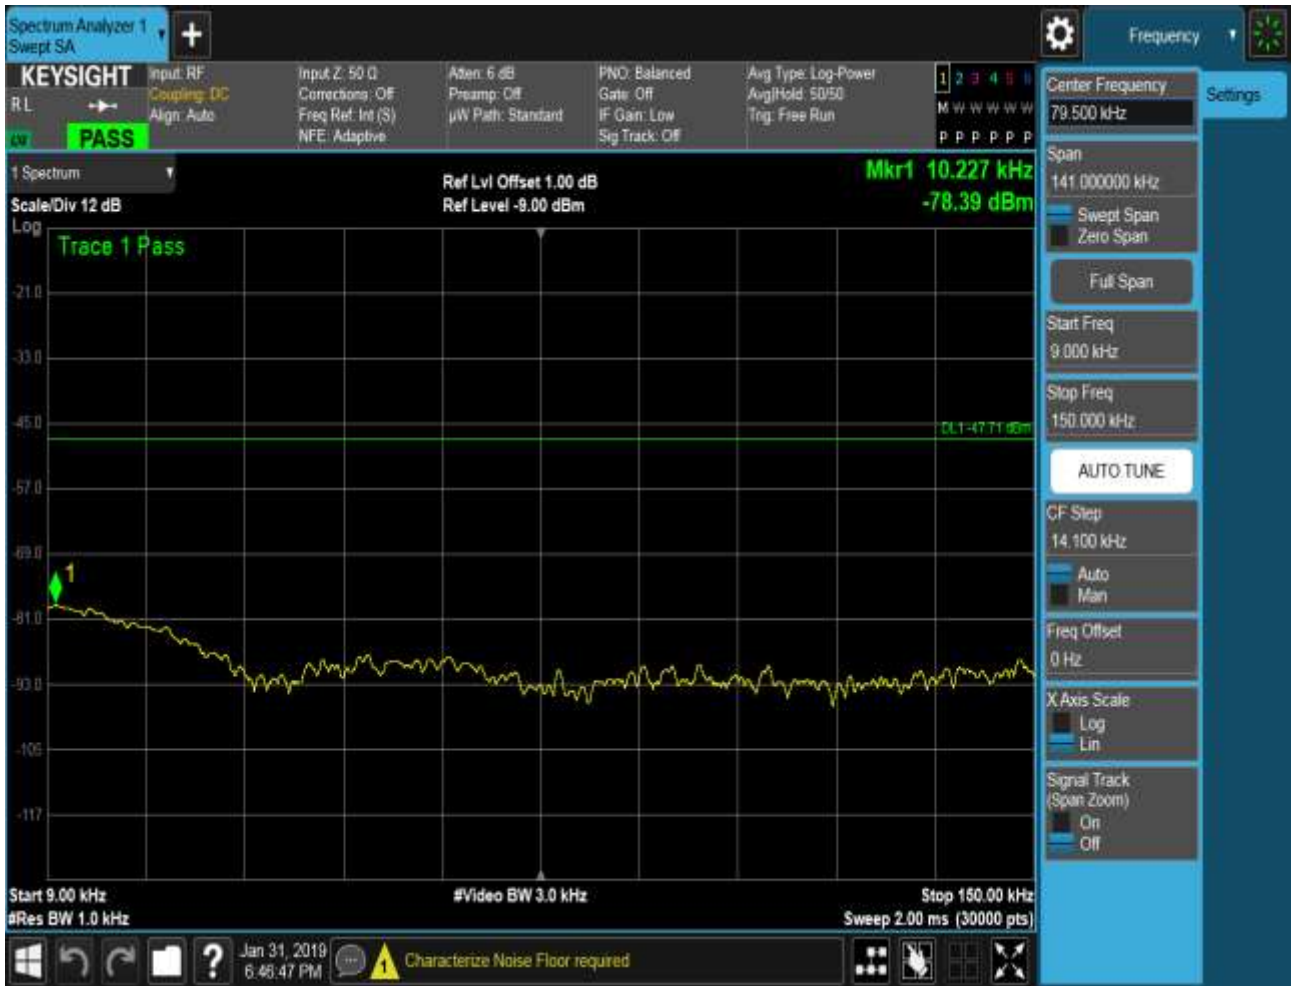 Spectrum Analyzer 1
Swept SA
+
Frequency
KEYSIGHT
R L
LW
PASS
Input: RF
Coupling: DC
Align: Auto
Input Z: 50 Ω
Corrections: Off
Freq Ref: Int (S)
NFE: Adaptive
Atten: 6 dB
Preamp: Off
µW Path: Standard
PNO: Balanced
Gate: Off
IF Gain: Low
Sig Track: Off
Avg Type: Log-Power
Avg|Hold: 50/50
Trig: Free Run
1 2 3 4 5 6
M W W W W W
P P P P P P
1 Spectrum
Scale/Div 12 dB
Log
Ref Lvl Offset 1.00 dB
Ref Level -9.00 dBm
Mkr1 10.227 kHz
-78.39 dBm
Trace 1 Pass
-21.0
-33.0
-45.0
DL1 -47.71 dBm
-57.0
-69.0
1
-81.0
-93.0
-105
-117
Start 9.00 kHz
#Video BW 3.0 kHz
Stop 150.00 kHz
#Res BW 1.0 kHz
Sweep 2.00 ms (30000 pts)
Center Frequency
79.500 kHz
Settings
Span
141.000000 kHz
Swept Span
Zero Span
Full Span
Start Freq
9.000 kHz
Stop Freq
150.000 kHz
AUTO TUNE
CF Step
14.100 kHz
Auto
Man
Freq Offset
0 Hz
X Axis Scale
Log
Lin
Signal Track
(Span Zoom)
On
Off
?
Jan 31, 2019
6:46:47 PM
1
Characterize Noise Floor required